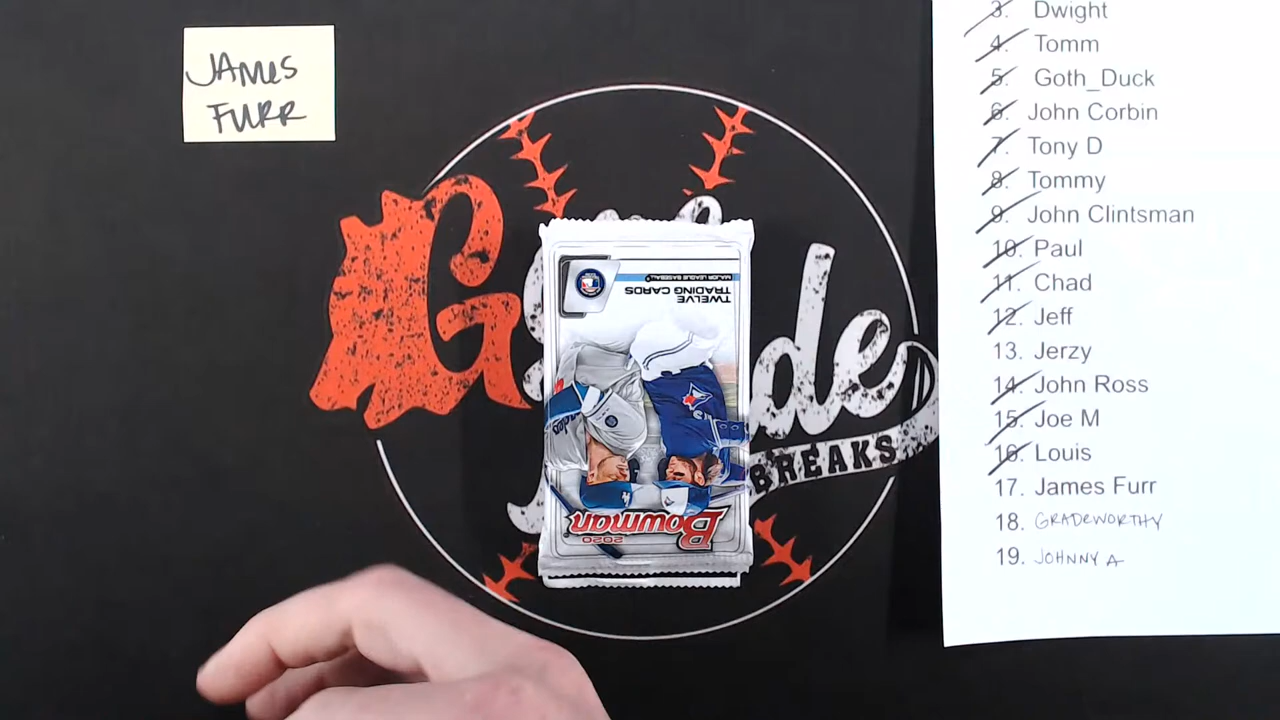 JAMES
FURR
3. Dwight
4. Tomm
5. Goth_Duck
6. John Corbin
7. Tony D
8. Tommy
9. John Clintsman
10. Paul
11. Chad
12. Jeff
13. Jerzy
14. John Ross
15. Joe M
16. Louis
17. James Furr
18. GRADEWORTHY
19. JOHNNY A
G
de
BREAKS
2020
Bowman
TWELVE
TRADING CARDS
MAJOR LEAGUE BASEBALL